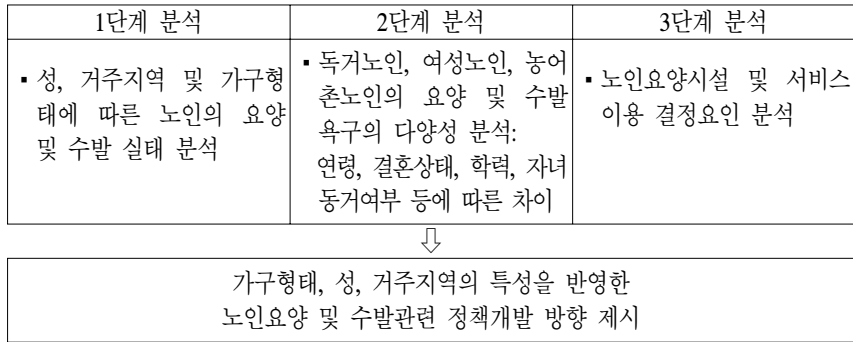 1단계 분석
▪ 성, 거주지역 및 가구형
태에 따른 노인의 요양
및 수발 실태 분석
2단계 분석
▪ 독거노인, 여성노인, 농어
촌노인의 요양 및 수발
욕구의 다양성 분석:
연령, 결혼상태, 학력, 자녀
동거여부 등에 따른 차이
3단계 분석
▪ 노인요양시설 및 서비스
이용 결정요인 분석
⇩
가구형태, 성, 거주지역의 특성을 반영한
노인요양 및 수발관련 정책개발 방향 제시